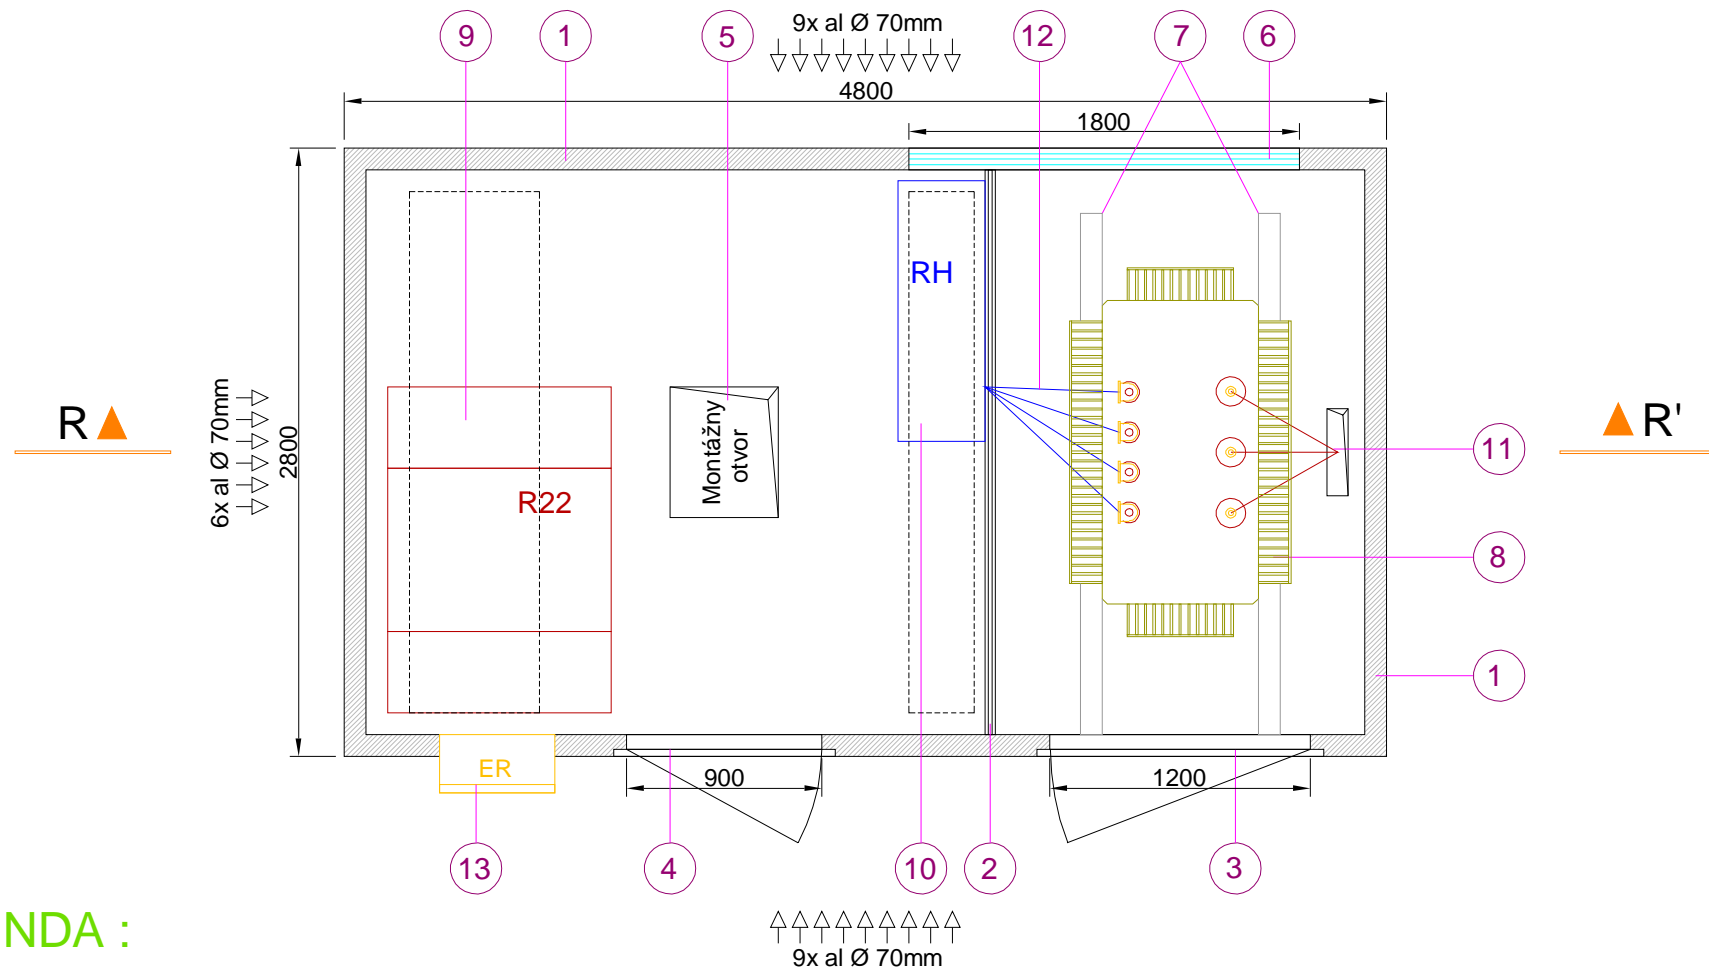 9x al Ø 70mm
9
1
5
12
7
6
4800
1800
2800
6x al Ø 70mm
R
R'
RH
Montážny
otvor
R22
11
8
1
ER
900
1200
13
4
10
2
3
NDA :
9x al Ø 70mm